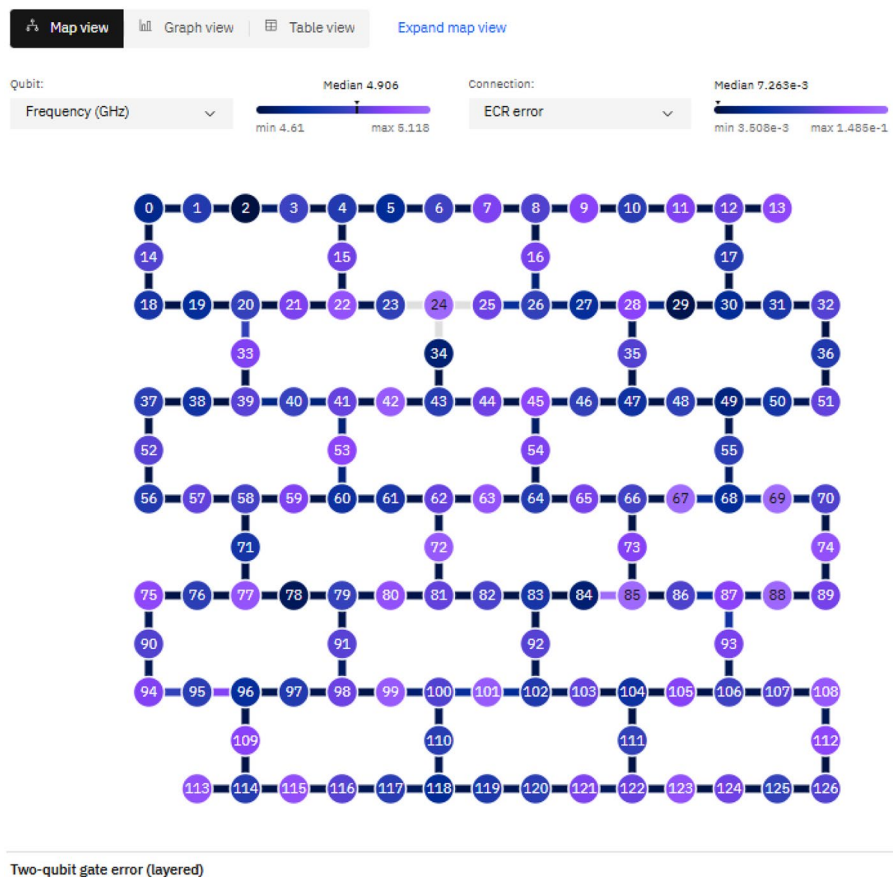 Map view Graph view Table view Expand map view
Qubit: Median 4.906 Connection: Median 7.263e-3
Frequency (GHz) ECR error
min 4.61 max 5.118 min 3.508e-3 max 1.485e-1
0 1 2 3 4 5 6 7 8 9 10 11 12 13
14 15 16 17
18 19 20 21 22 23 24 25 26 27 28 29 30 31 32
33 34 35 36
37 38 39 40 41 42 43 44 45 46 47 48 49 50 51
52 53 54 55
56 57 58 59 60 61 62 63 64 65 66 67 68 69 70
71 72 73 74
75 76 77 78 79 80 81 82 83 84 85 86 87 88 89
90 91 92 93
94 95 96 97 98 99 100 101 102 103 104 105 106 107 108
109 110 111 112
113 114 115 116 117 118 119 120 121 122 123 124 125 126
Two-qubit gate error (layered)